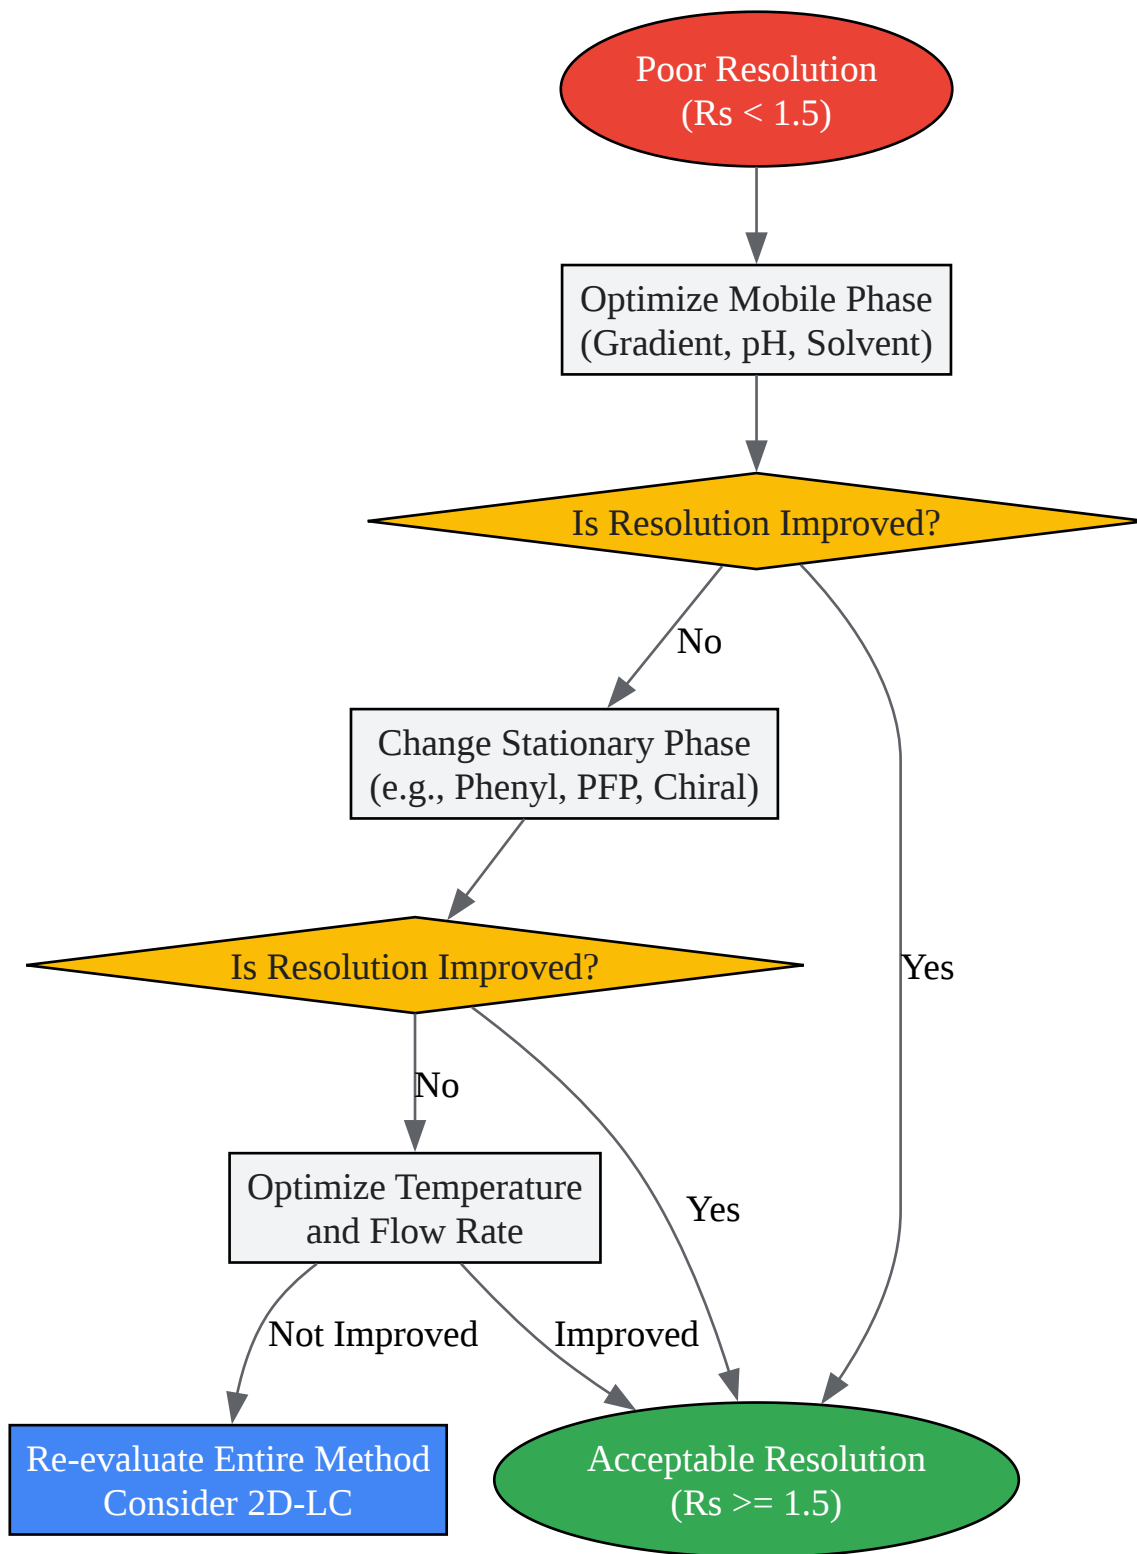 Poor Resolution
(Rs < 1.5)
Optimize Mobile Phase
(Gradient, pH, Solvent)
Is Resolution Improved?
No
Change Stationary Phase
(e.g., Phenyl, PFP, Chiral)
Is Resolution Improved?
Yes
No
Optimize Temperature
and Flow Rate
Yes
Not Improved
Improved
Re-evaluate Entire Method
Consider 2D-LC
Acceptable Resolution
(Rs >= 1.5)